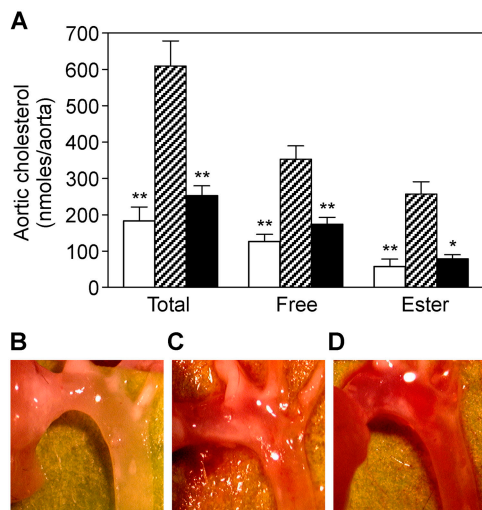 A
Aortic cholesterol
(nmoles/aorta)
700
600
500
400
300
200
100
0
**
**
**
**
**
*
Total
Free
Ester
B
C
D